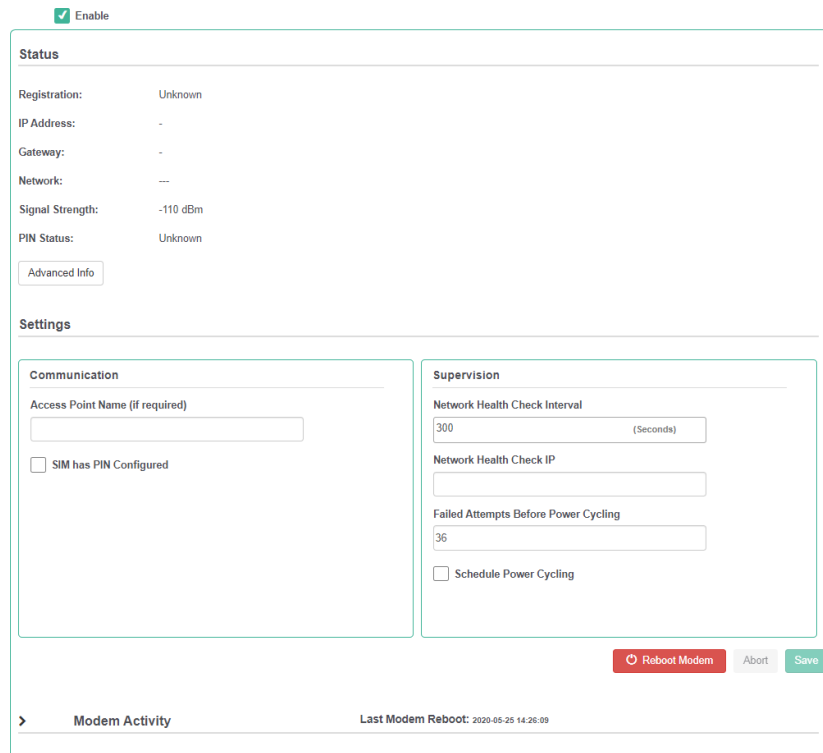 Enable
Status
Registration: Unknown
IP Address: -
Gateway: -
Network: ---
Signal Strength: -110 dBm
PIN Status: Unknown
Advanced Info
Settings
Communication
Access Point Name (if required)
SIM has PIN Configured
Supervision
Network Health Check Interval
300 (Seconds)
Network Health Check IP
Failed Attempts Before Power Cycling
36
Schedule Power Cycling
Reboot Modem Abort Save
Modem Activity Last Modem Reboot: 2020-05-25 14:26:09